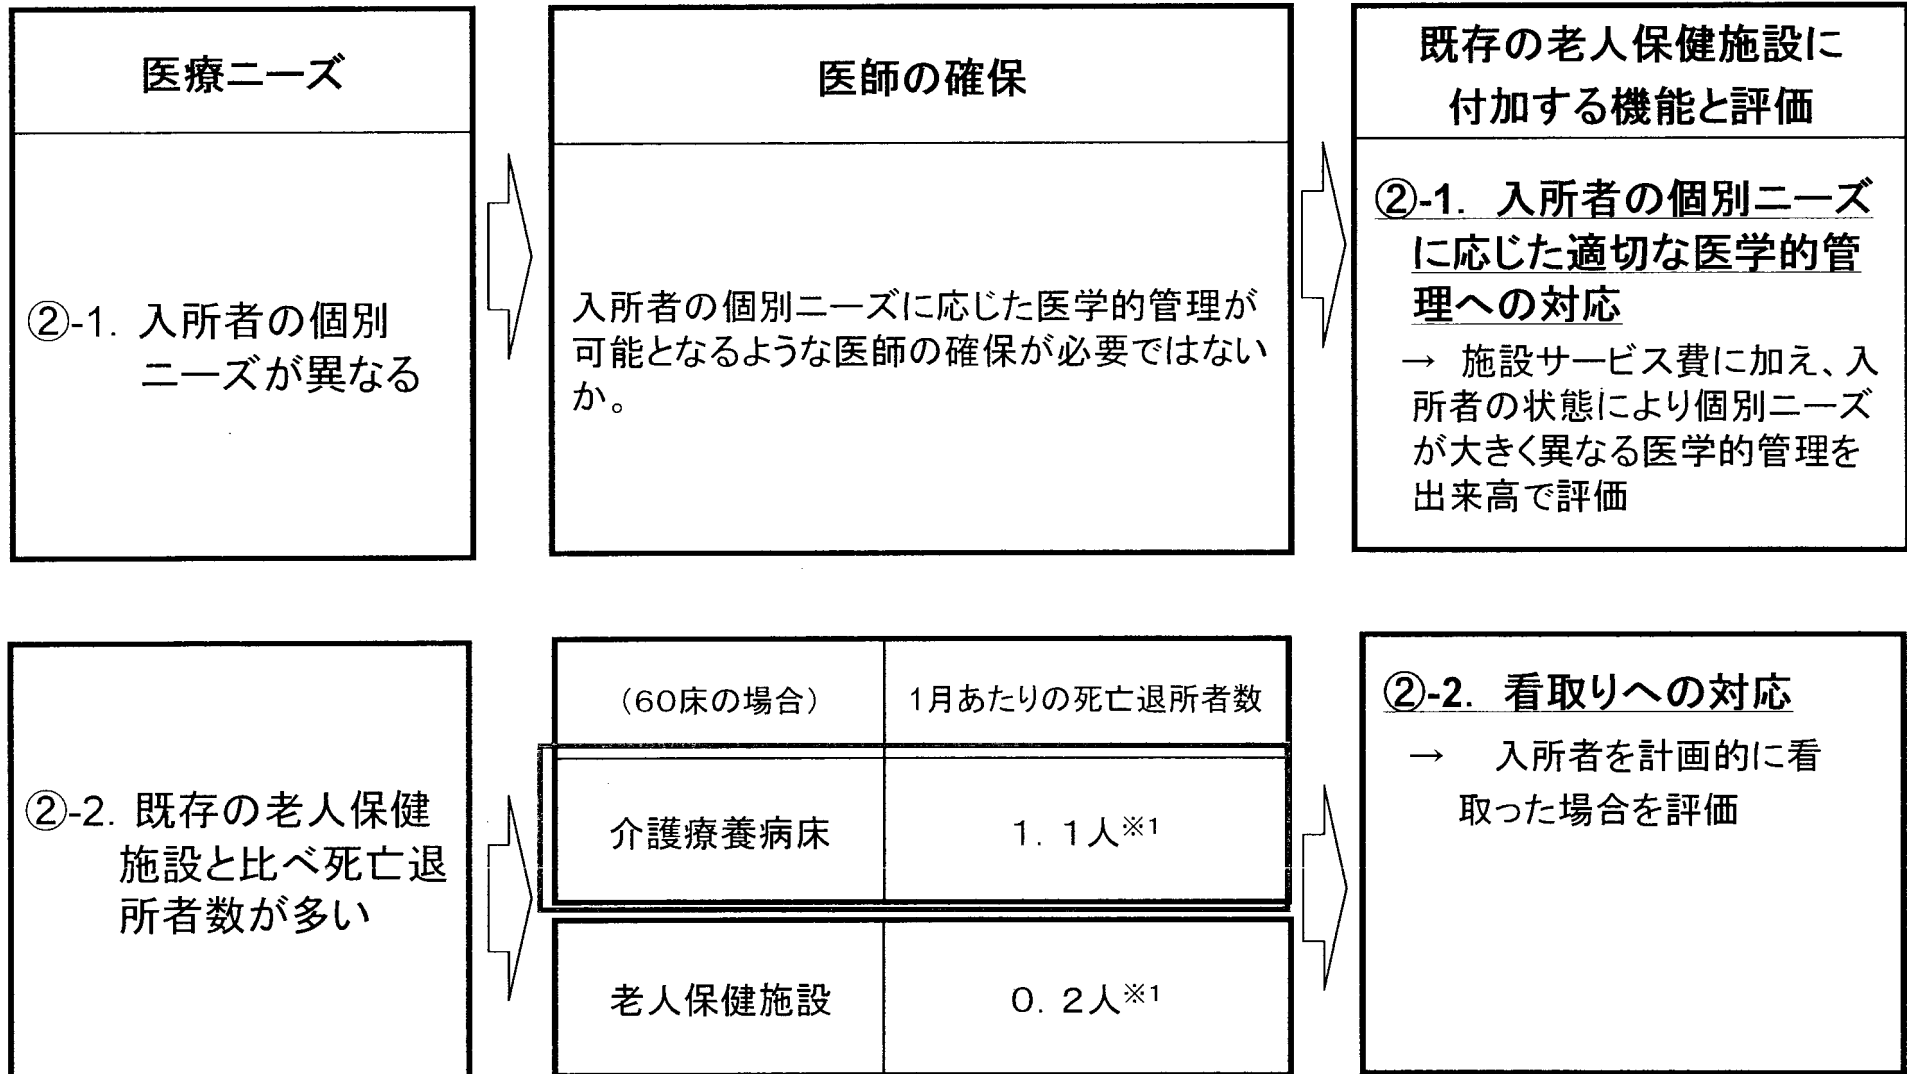 医療ニーズ
②-1. 入所者の個別
ニーズが異なる
医師の確保
入所者の個別ニーズに応じた医学的管理が
可能となるような医師の確保が必要ではない
か。
既存の老人保健施設に
付加する機能と評価
②-1. 入所者の個別ニーズ
に応じた適切な医学的管
理への対応
→ 施設サービス費に加え、入
所者の状態により個別ニーズ
が大きく異なる医学的管理を
出来高で評価
②-2. 既存の老人保健
施設と比べ死亡退
所者数が多い
(60床の場合) 1月あたりの死亡退所者数
介護療養病床 1.1人※1
老人保健施設 0.2人※1
②-2. 看取りへの対応
→ 入所者を計画的に看
取った場合を評価